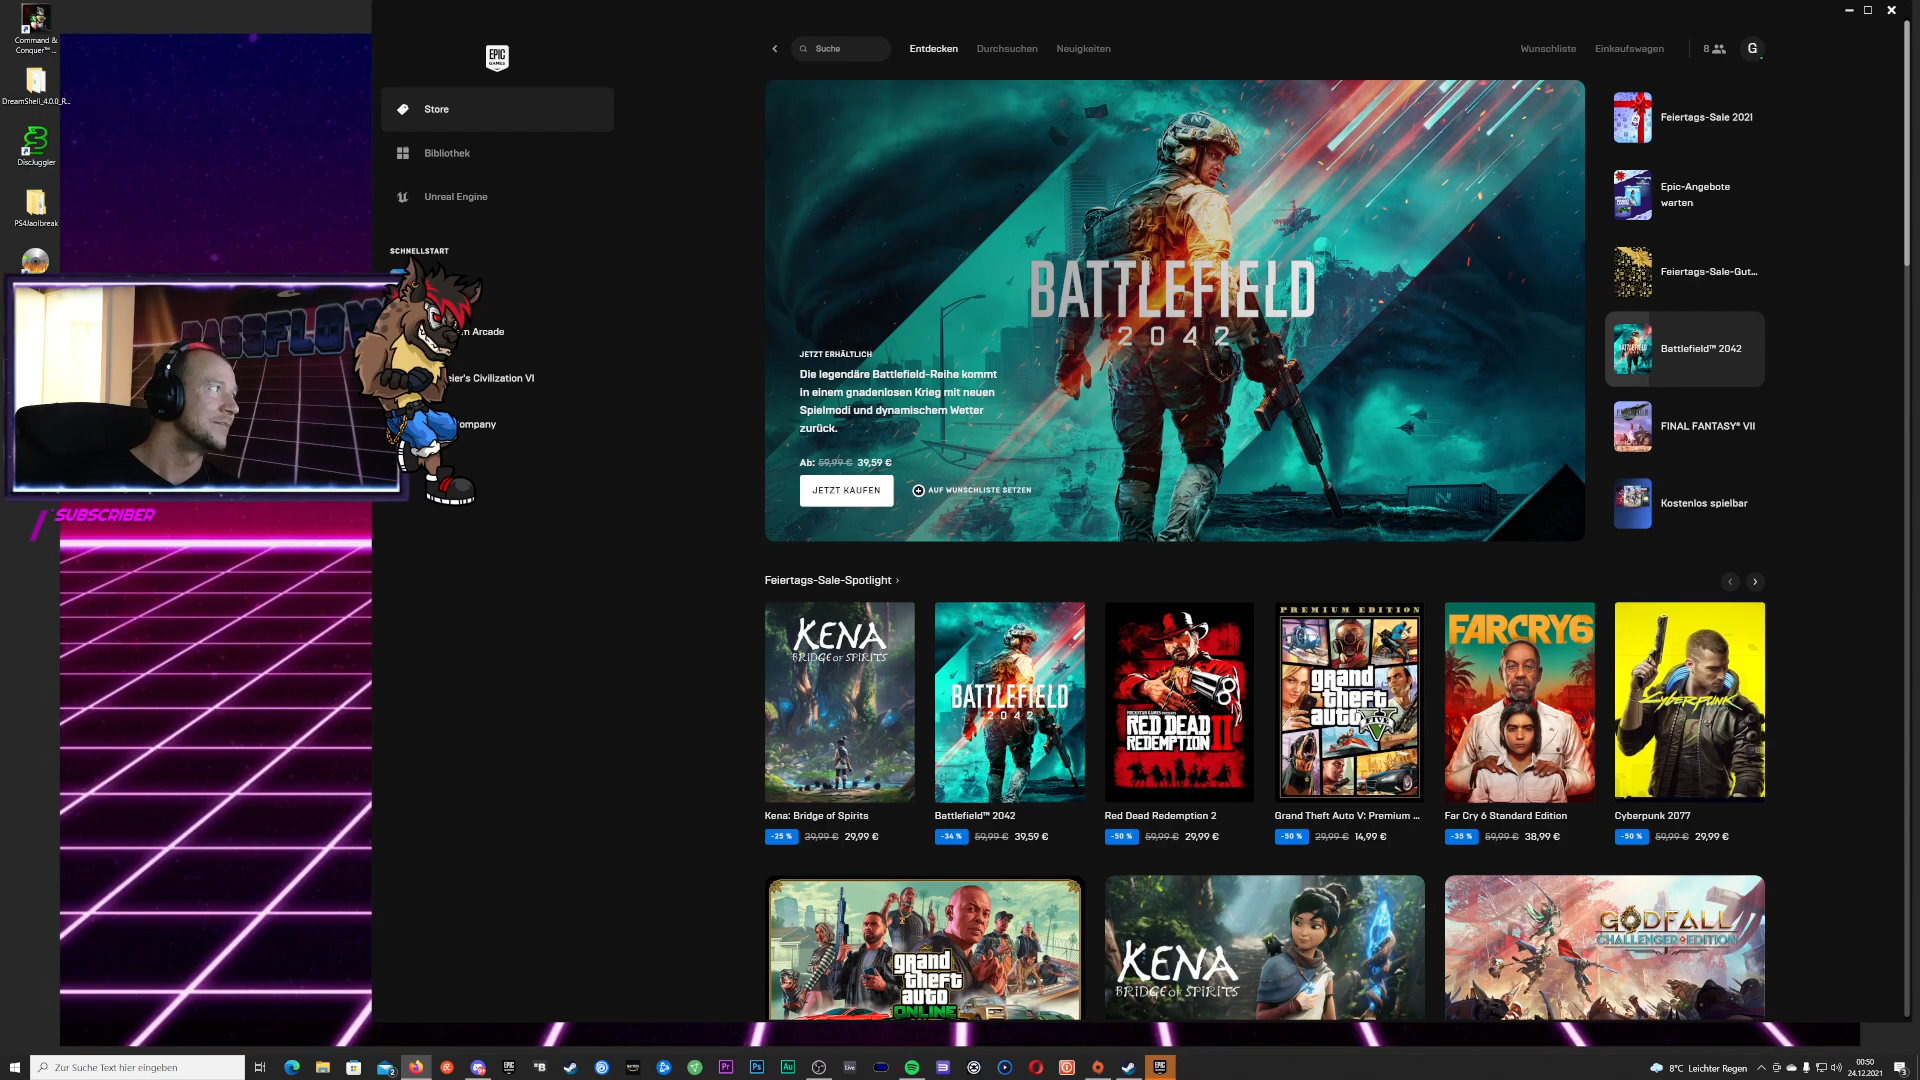 Command &
Conquer™ ...
DreamShell_4.0.0_R...
DiscJuggler
PS4Jaolbreak
BASSFLOW
SUBSCRIBER
EPIC
GAMES
Store
Bibliothek
Unreal Engine
SCHNELLSTART
m Arcade
eier's Civilization VI
ompany
Suche
Entdecken
Durchsuchen
Neuigkeiten
Wunschliste
Einkaufswagen
8
G
BATTLEFIELD
2042
JETZT ERHÄLTLICH
Die legendäre Battlefield-Reihe kommt
in einem gnadenlosen Krieg mit neuen
Spielmodi und dynamischem Wetter
zurück.
Ab: 59,99 € 39,59 €
JETZT KAUFEN
AUF WUNSCHLISTE SETZEN
Feiertags-Sale 2021
Epic-Angebote
warten
Feiertags-Sale-Gut...
Battlefield™ 2042
FINAL FANTASY® VII
Kostenlos spielbar
Feiertags-Sale-Spotlight
KENA
BRIDGE OF SPIRITS
BATTLEFIELD
2042
RED DEAD
REDEMPTION II
PREMIUM EDITION
grand
theft
auto V
FIVE
FARCRY6
CYBERPUNK
Kena: Bridge of Spirits
-25 % 39,99 € 29,99 €
Battlefield™ 2042
-34 % 59,99 € 39,59 €
Red Dead Redemption 2
-50 % 59,99 € 29,99 €
Grand Theft Auto V: Premium ...
-50 % 29,99 € 14,99 €
Far Cry 6 Standard Edition
-35 % 59,99 € 38,99 €
Cyberpunk 2077
-50 % 59,99 € 29,99 €
grand
theft
auto
ONLINE
KENA
BRIDGE OF SPIRITS
GODFALL
CHALLENGER EDITION
Zur Suche Text hier eingeben
8°C Leichter Regen
00:50
24.12.2021